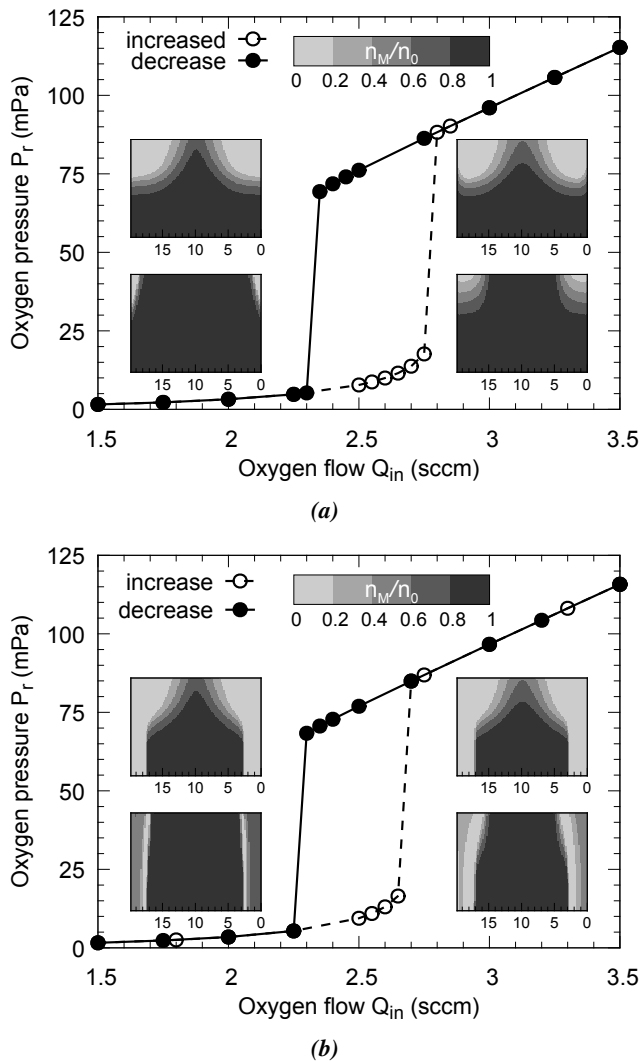 125
increased
decrease
n_M/n_0
0 0.2 0.4 0.6 0.8 1
100
Oxygen pressure P_r (mPa)
75
15 10 5 0
15 10 5 0
50
15 10 5 0
15 10 5 0
25
0
1.5 2 2.5 3 3.5
Oxygen flow Q_in (sccm)
(a)
125
increase
decrease
n_M/n_0
0 0.2 0.4 0.6 0.8 1
100
Oxygen pressure P_r (mPa)
75
15 10 5 0
15 10 5 0
50
15 10 5 0
15 10 5 0
25
0
1.5 2 2.5 3 3.5
Oxygen flow Q_in (sccm)
(b)